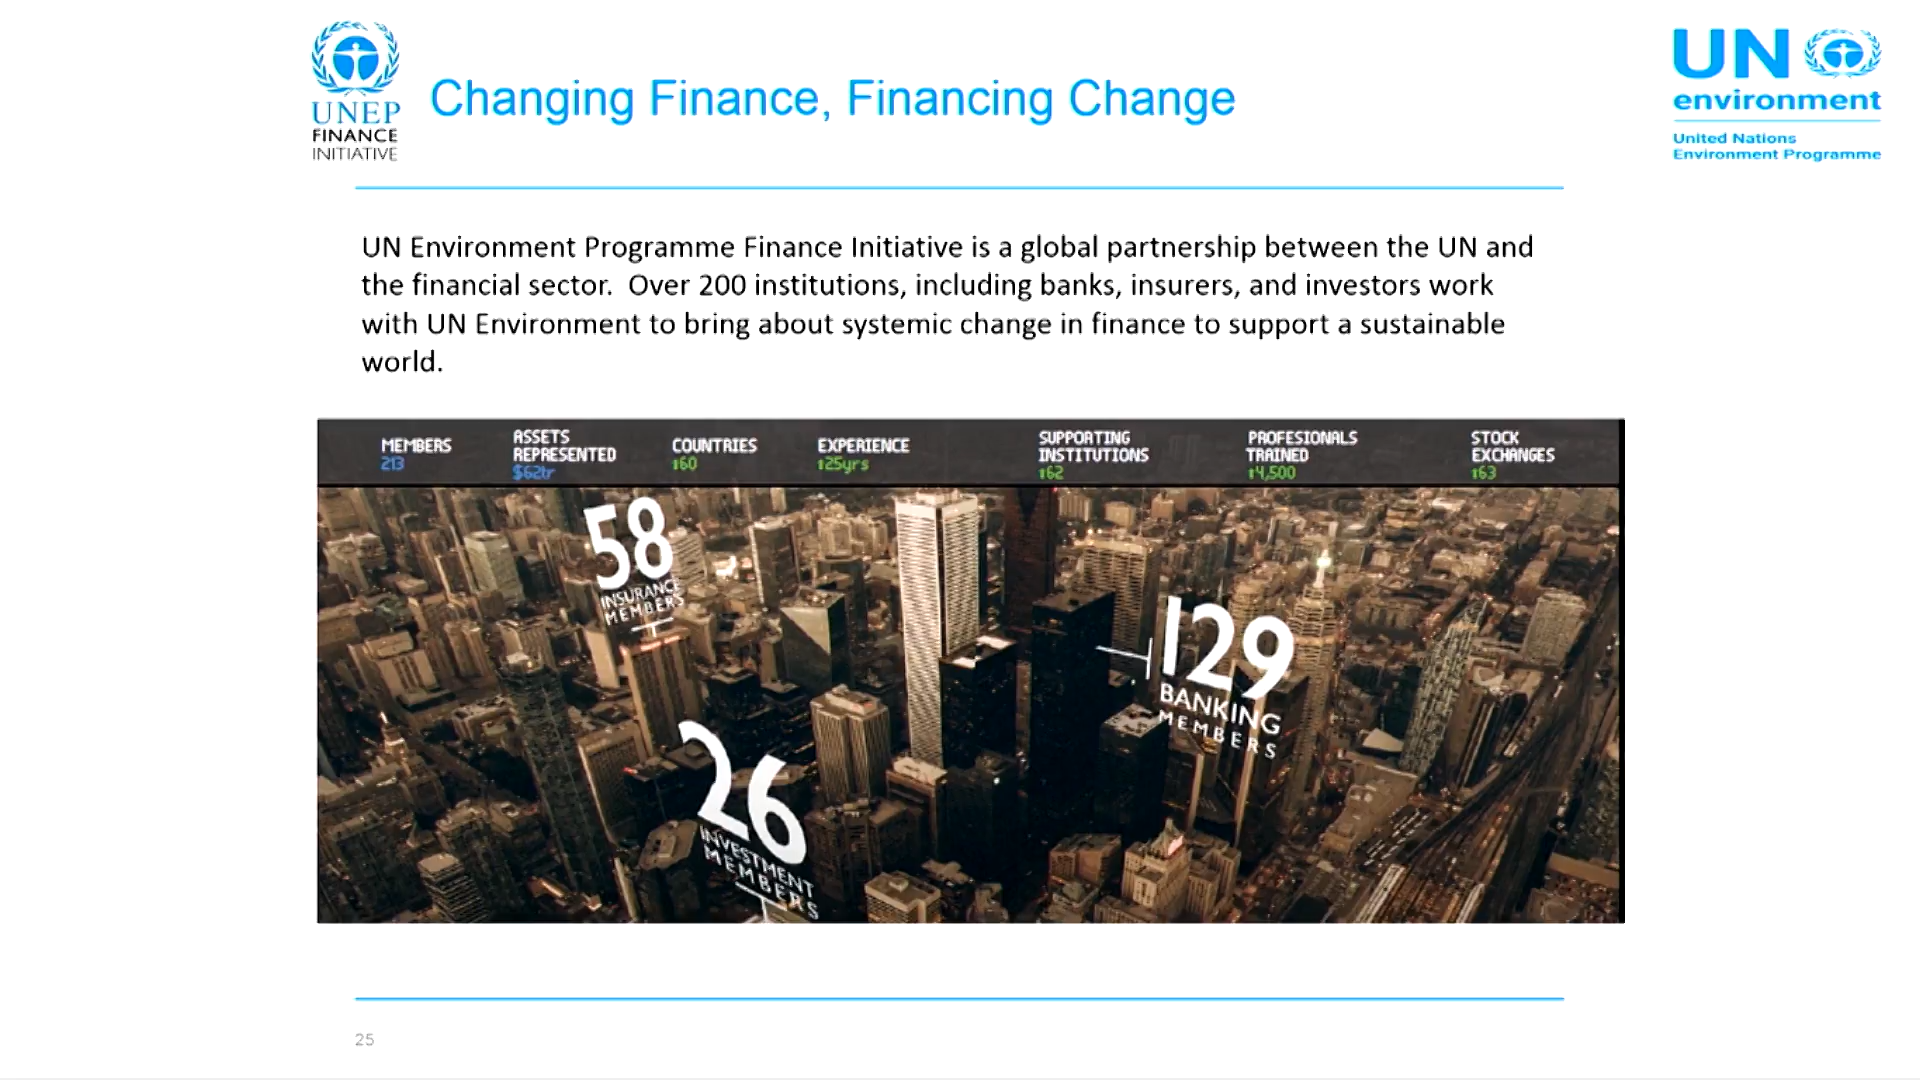 UNEP
FINANCE
INITIATIVE
Changing Finance, Financing Change
UN
environment
United Nations
Environment Programme
UN Environment Programme Finance Initiative is a global partnership between the UN and
the financial sector.  Over 200 institutions, including banks, insurers, and investors work
with UN Environment to bring about systemic change in finance to support a sustainable
world.
MEMBERS
213
ASSETS
REPRESENTED
$62tr
COUNTRIES
↑60
EXPERIENCE
↑25yrs
SUPPORTING
INSTITUTIONS
↑62
PROFESIONALS
TRAINED
↑4,500
STOCK
EXCHANGES
↑63
58
INSURANCE
MEMBERS
129
BANKING
MEMBERS
26
INVESTMENT
MEMBERS
25